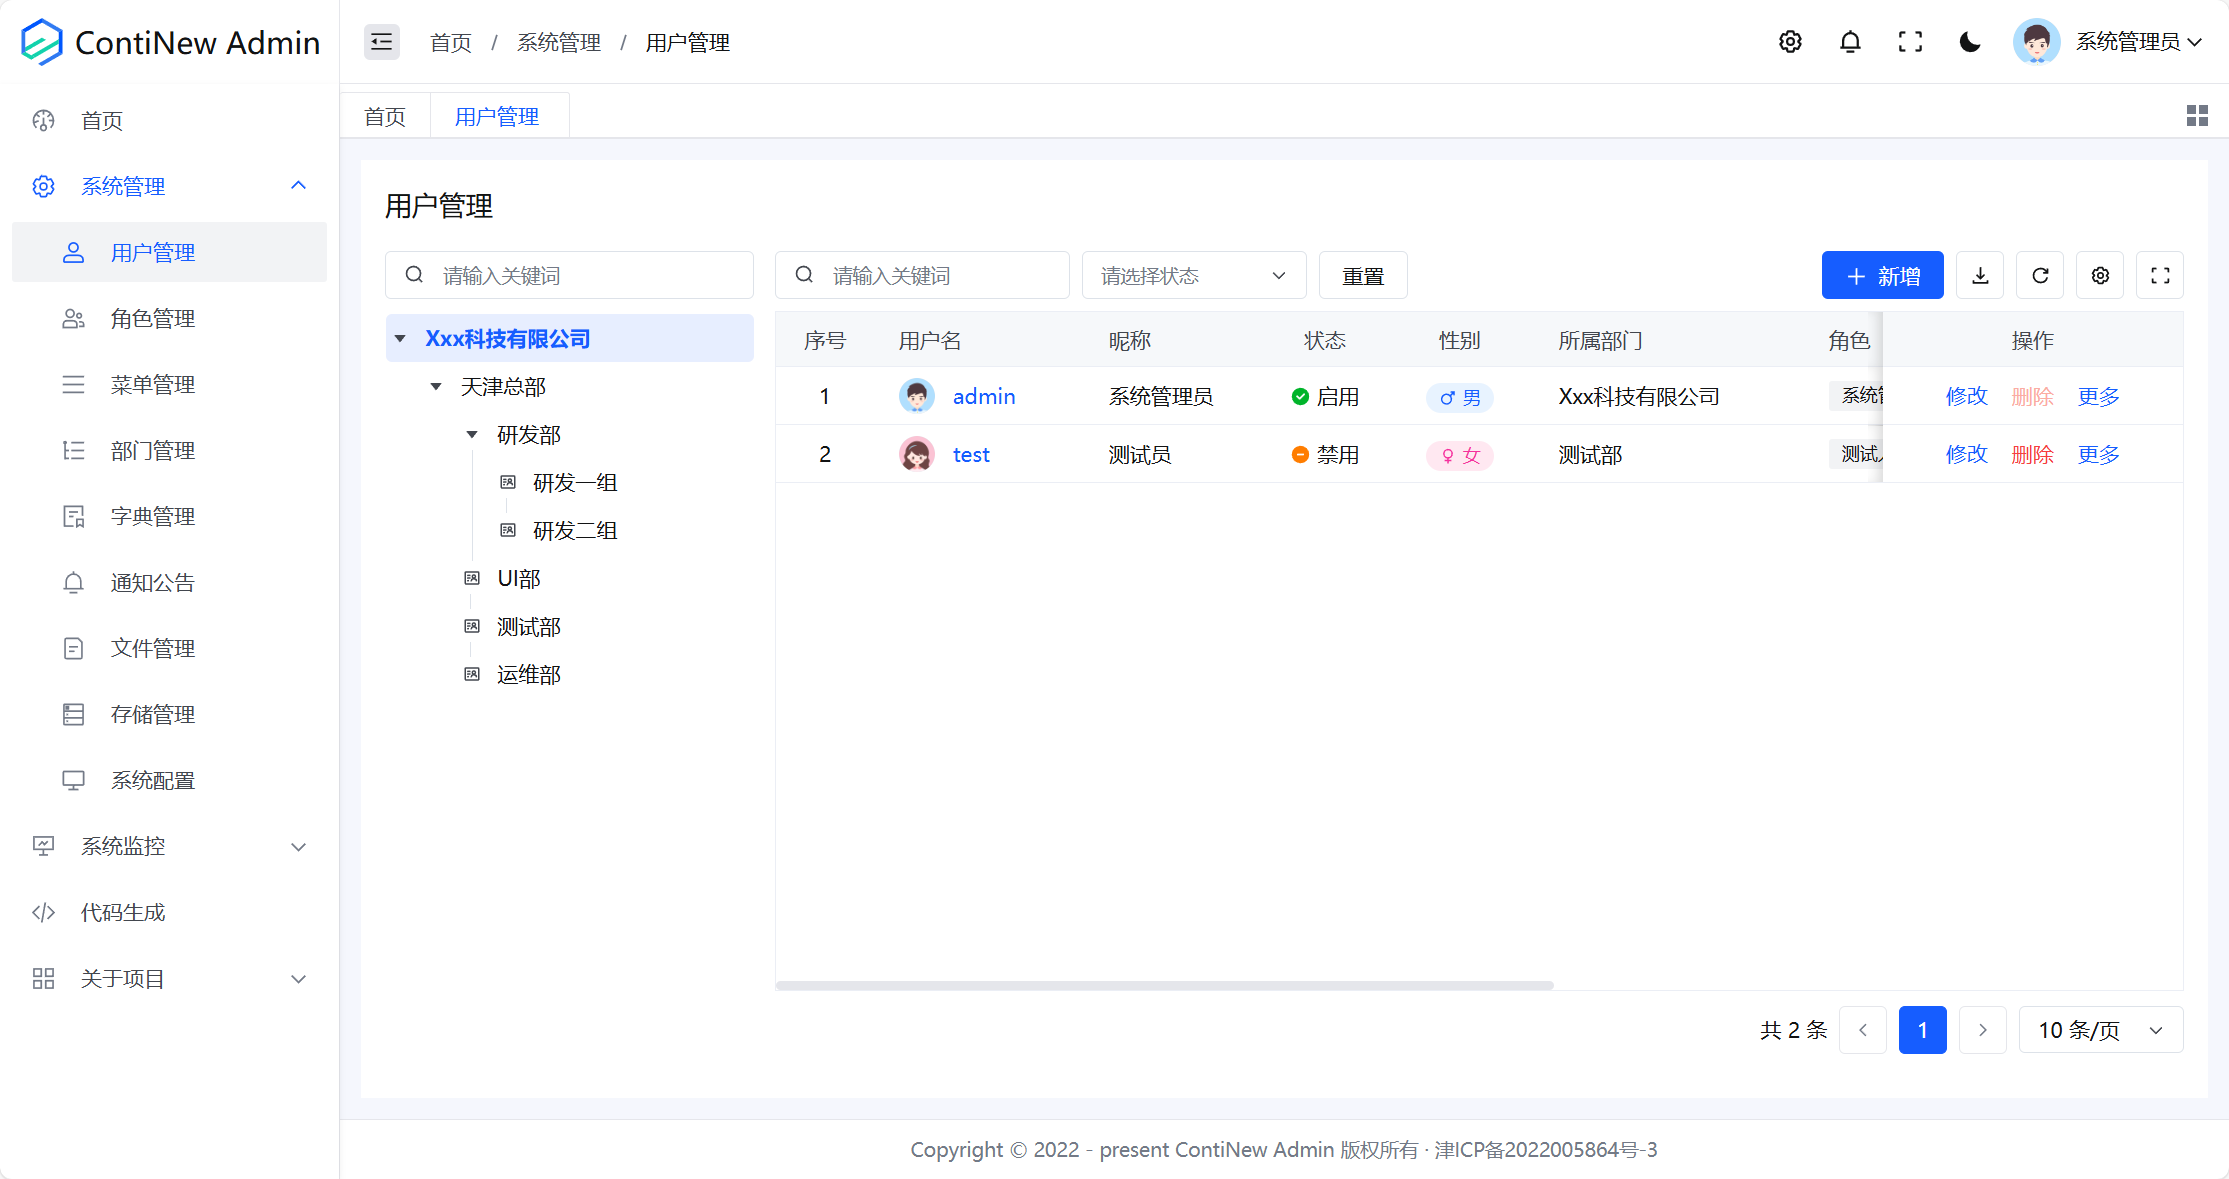 ContiNew Admin
首页 / 系统管理 / 用户管理
系统管理员
首页
系统管理
用户管理
角色管理
菜单管理
部门管理
字典管理
通知公告
文件管理
存储管理
系统配置
系统监控
代码生成
关于项目
首页 用户管理
用户管理
请输入关键词
Xxx科技有限公司
天津总部
研发部
研发一组
研发二组
UI部
测试部
运维部
请输入关键词 请选择状态 重置 新增
序号 用户名 昵称 状态 性别 所属部门 角色 操作
1 admin 系统管理员 启用 男 Xxx科技有限公司 系统 修改 删除 更多
2 test 测试员 禁用 女 测试部 测试 修改 删除 更多
共 2 条 1 10 条/页
Copyright © 2022 - present ContiNew Admin 版权所有 · 津ICP备2022005864号-3